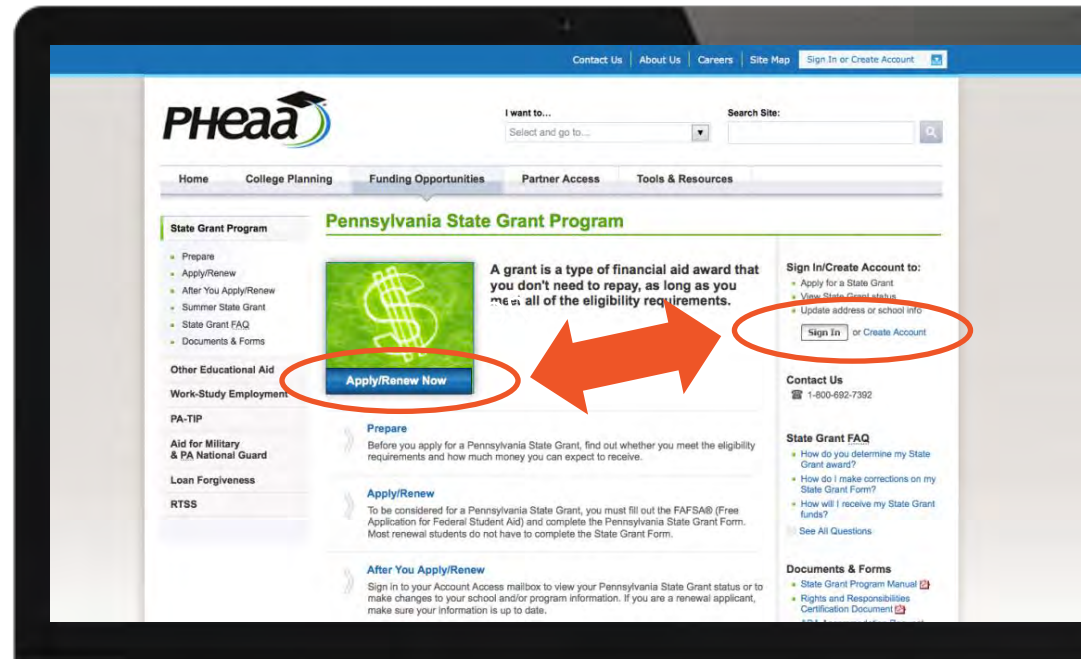 Contact Us About Us Careers Site Map Sign In or Create Account
PHEAA
I want to...
Select and go to...
Search Site:
Home College Planning Funding Opportunities Partner Access Tools & Resources
State Grant Program
Prepare
Apply/Renew
After You Apply/Renew
Summer State Grant
State Grant FAQ
Documents & Forms
Other Educational Aid
Work-Study Employment
PA-TIP
Aid for Military
& PA National Guard
Loan Forgiveness
RTSS
Pennsylvania State Grant Program
Apply/Renew Now
A grant is a type of financial aid award that
you don't need to repay, as long as you
meet all of the eligibility requirements.
Prepare
Before you apply for a Pennsylvania State Grant, find out whether you meet the eligibility
requirements and how much money you can expect to receive.
Apply/Renew
To be considered for a Pennsylvania State Grant, you must fill out the FAFSA® (Free
Application for Federal Student Aid) and complete the Pennsylvania State Grant Form.
Most renewal students do not have to complete the State Grant Form.
After You Apply/Renew
Sign in to your Account Access mailbox to view your Pennsylvania State Grant status or to
make changes to your school and/or program information. If you are a renewal applicant,
make sure your information is up to date.
Sign In/Create Account to:
Apply for a State Grant
View State Grant status
Update address or school info
Sign In or Create Account
Contact Us
1-800-692-7392
State Grant FAQ
How do you determine my State
Grant award?
How do I make corrections on my
State Grant Form?
How will I receive my State Grant
funds?
See All Questions
Documents & Forms
State Grant Program Manual
Rights and Responsibilities
Certification Document